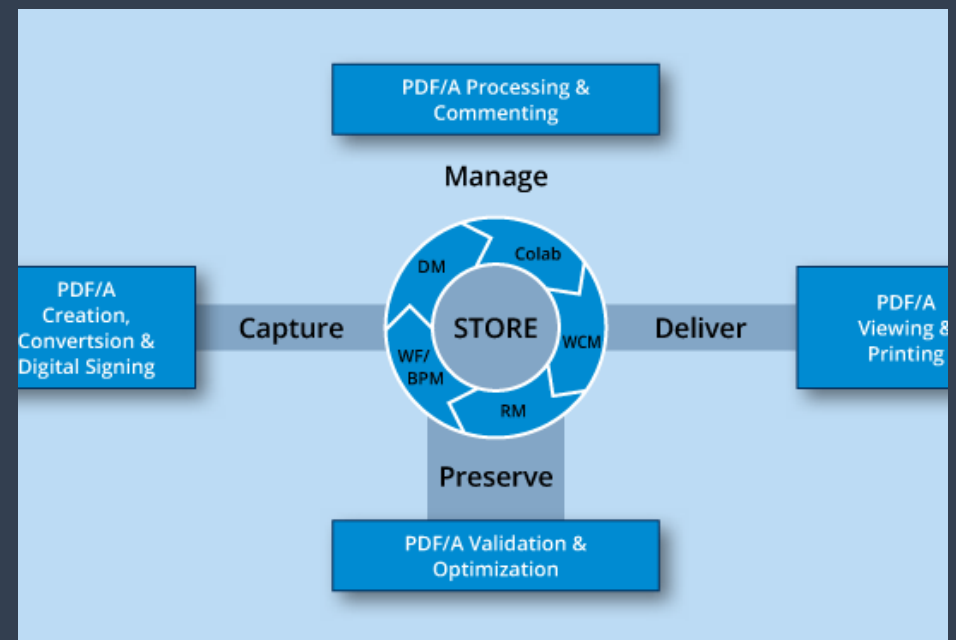 PDF/A Processing &
Commenting
Manage
PDF/A
Creation,
Convertsion &
Digital Signing
Capture
DM
Colab
STORE
WCM
WF/
BPM
RM
Deliver
PDF/A
Viewing &
Printing
Preserve
PDF/A Validation &
Optimization